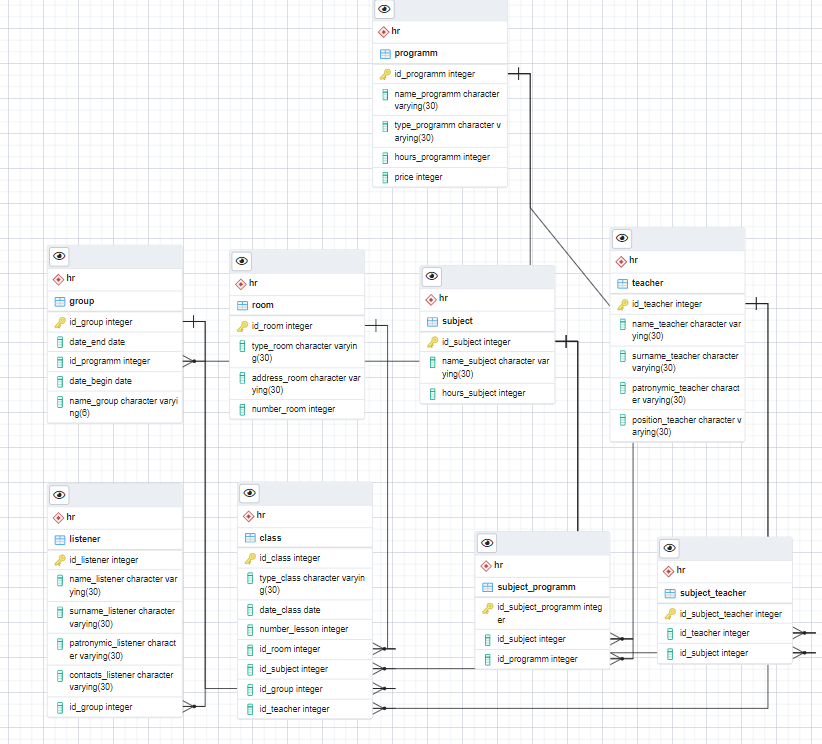 hr
programm
id_programm integer
name_programm character
varying(30)
type_programm character v
arying(30)
hours_programm integer
price integer
hr
group
id_group integer
date_end date
id_programm integer
date_begin date
name_group character varyi
ng(6)
hr
room
id_room integer
type_room character varyin
g(30)
address_room character var
ying(30)
number_room integer
hr
subject
id_subject integer
name_subject character var
ying(30)
hours_subject integer
hr
teacher
id_teacher integer
name_teacher character var
ying(30)
surname_teacher character
varying(30)
patronymic_teacher charact
er varying(30)
position_teacher character v
arying(30)
hr
listener
id_listener integer
name_listener character var
ying(30)
surname_listener character
varying(30)
patronymic_listener charact
er varying(30)
contacts_listener character
varying(30)
id_group integer
hr
class
id_class integer
type_class character varyin
g(30)
date_class date
number_lesson integer
id_room integer
id_subject integer
id_group integer
id_teacher integer
hr
subject_programm
id_subject_programm integ
er
id_subject integer
id_programm integer
hr
subject_teacher
id_subject_teacher integer
id_teacher integer
id_subject integer